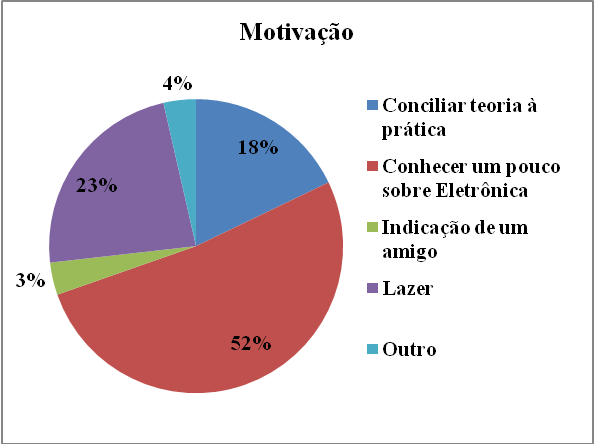 Motivação
4%
18%
23%
3%
52%
Conciliar teoria à
prática
Conhecer um pouco
sobre Eletrônica
Indicação de um
amigo
Lazer
Outro